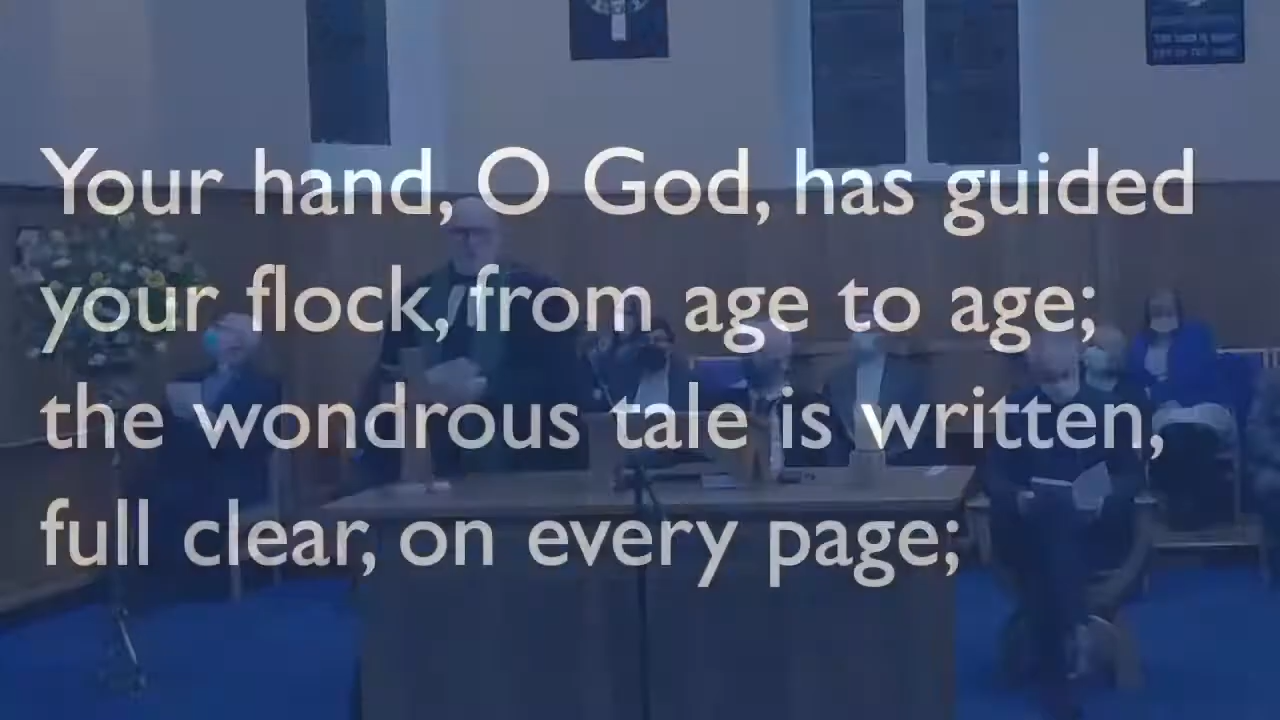 Your hand, O God, has guided
your flock, from age to age;
the wondrous tale is written,
full clear, on every page;